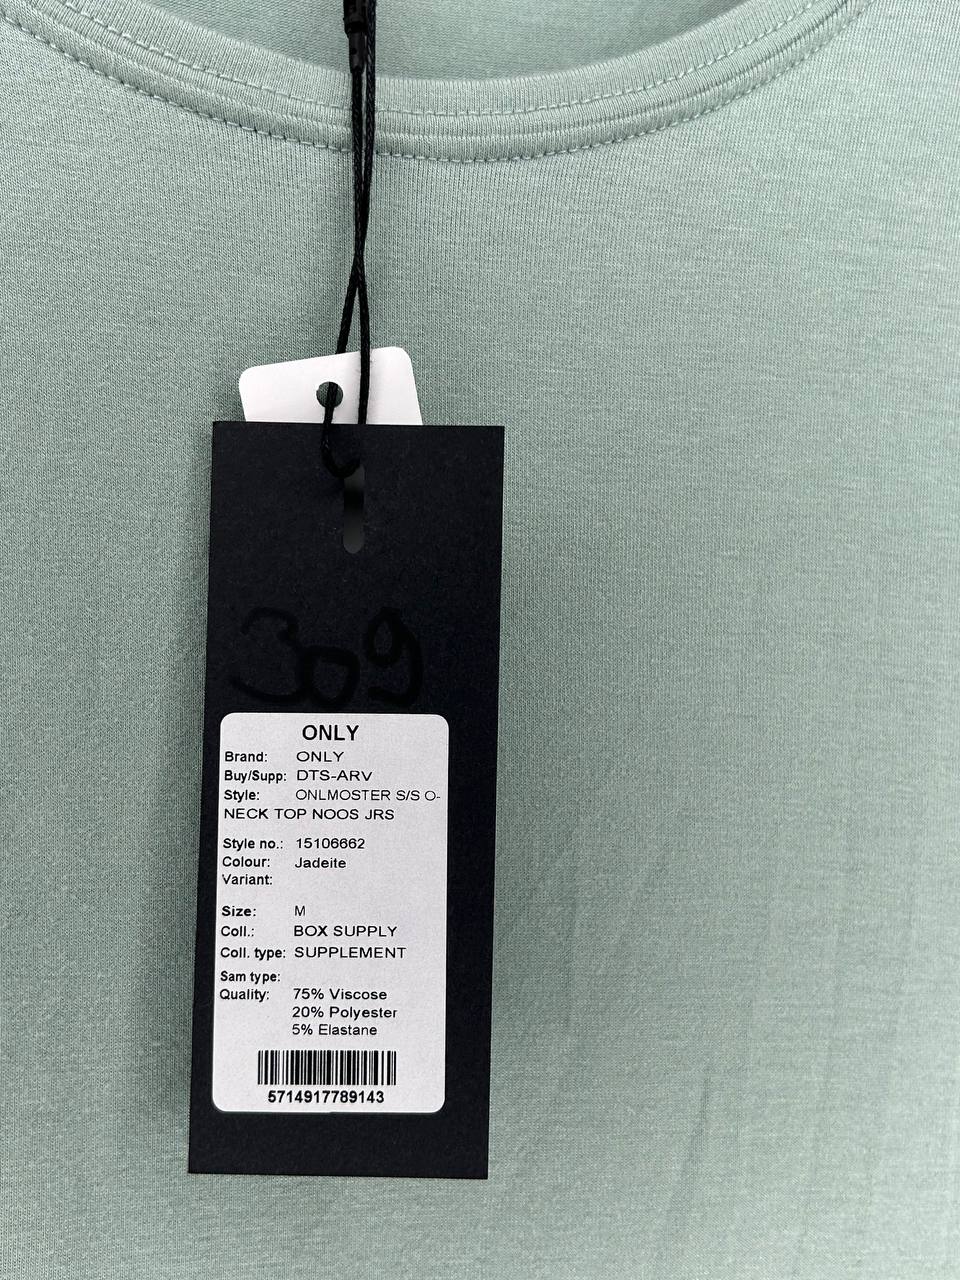 309
ONLY
Brand: ONLY
Buy/Supp: DTS-ARV
Style: ONLMOSTER S/S O-
NECK TOP NOOS JRS
Style no.: 15106662
Colour: Jadeite
Variant:
Size: M
Coll.: BOX SUPPLY
Coll. type: SUPPLEMENT
Sam type:
Quality: 75% Viscose
20% Polyester
5% Elastane
5714917789143